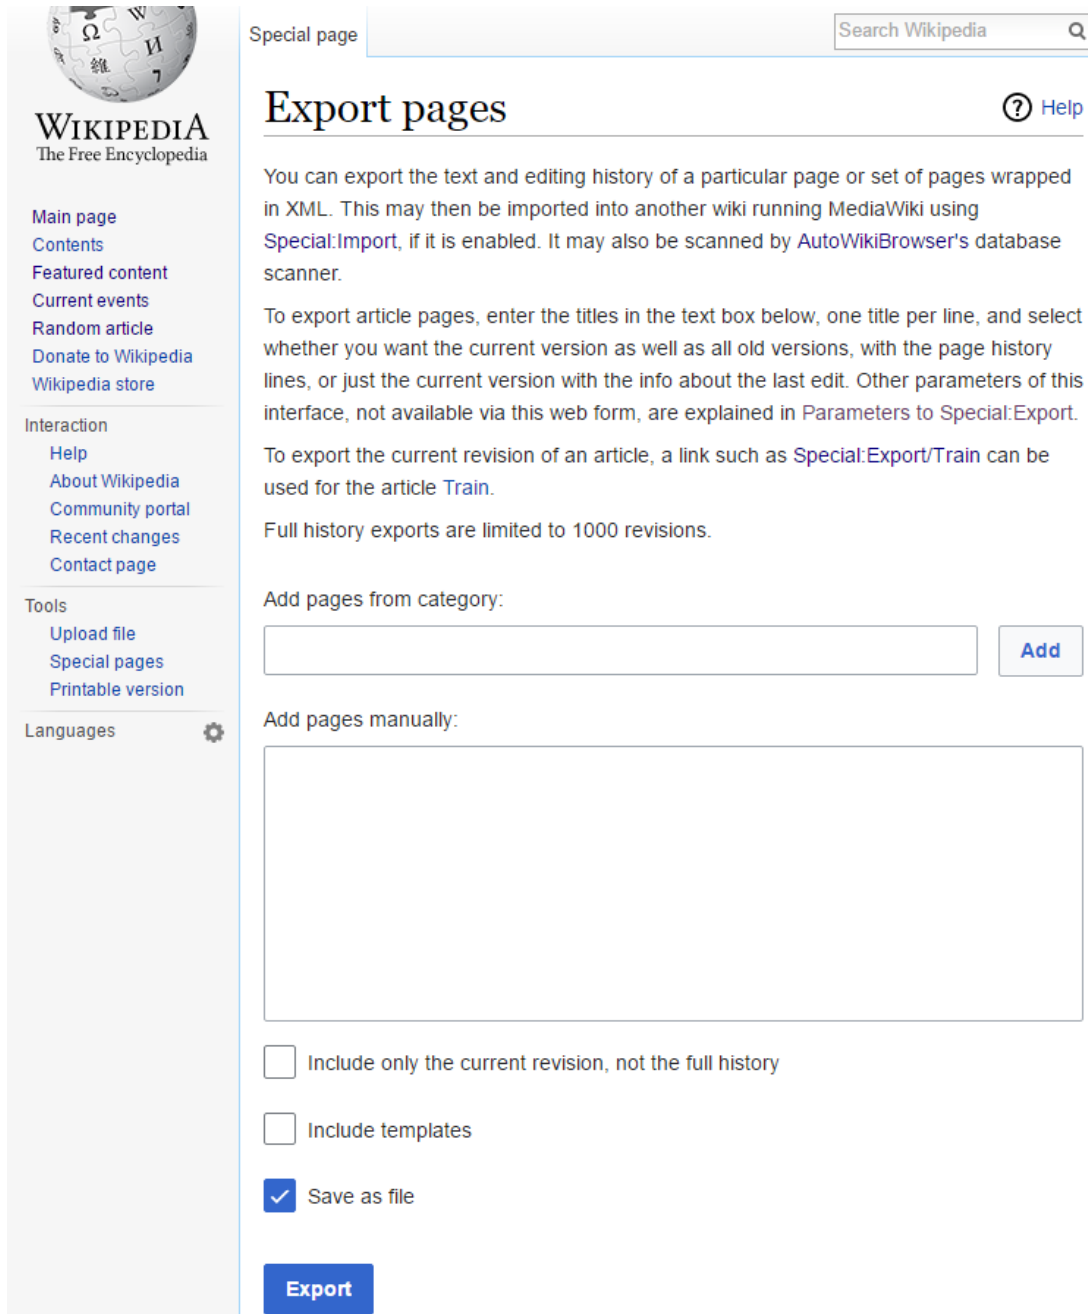 WIKIPEDIA
The Free Encyclopedia
Main page
Contents
Featured content
Current events
Random article
Donate to Wikipedia
Wikipedia store
Interaction
Help
About Wikipedia
Community portal
Recent changes
Contact page
Tools
Upload file
Special pages
Printable version
Languages
Special page
Search Wikipedia
Export pages
Help
You can export the text and editing history of a particular page or set of pages wrapped
in XML. This may then be imported into another wiki running MediaWiki using
Special:Import, if it is enabled. It may also be scanned by AutoWikiBrowser's database
scanner.
To export article pages, enter the titles in the text box below, one title per line, and select
whether you want the current version as well as all old versions, with the page history
lines, or just the current version with the info about the last edit. Other parameters of this
interface, not available via this web form, are explained in Parameters to Special:Export.
To export the current revision of an article, a link such as Special:Export/Train can be
used for the article Train.
Full history exports are limited to 1000 revisions.
Add pages from category:
Add
Add pages manually:
Include only the current revision, not the full history
Include templates
Save as file
Export